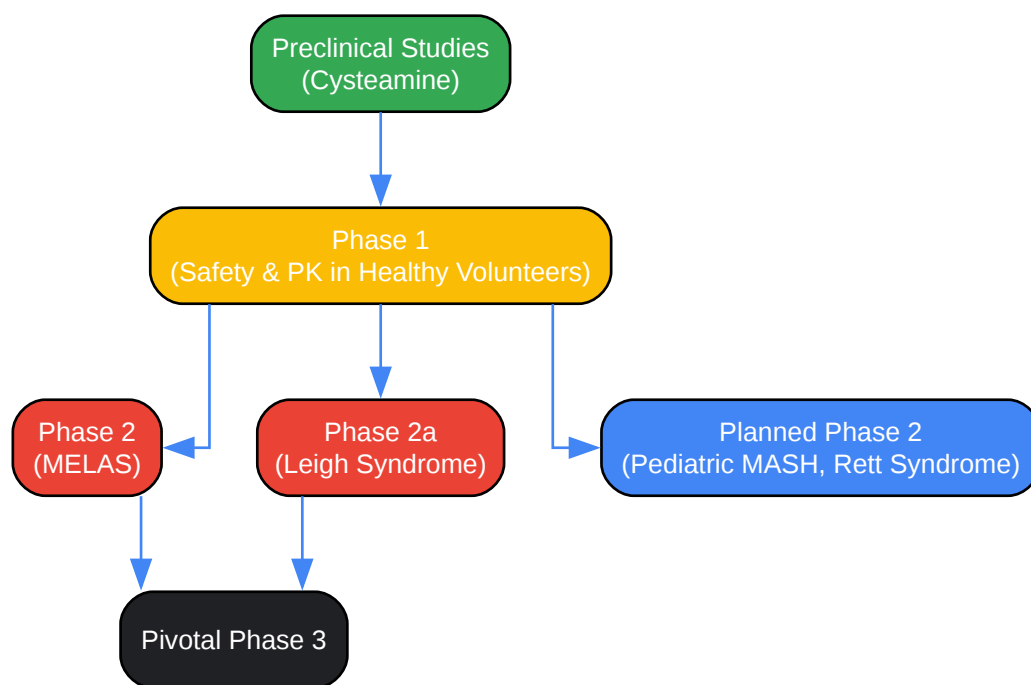 Preclinical Studies
(Cysteamine)
Phase 1
(Safety & PK in Healthy Volunteers)
Phase 2
(MELAS)
Phase 2a
(Leigh Syndrome)
Planned Phase 2
(Pediatric MASH, Rett Syndrome)
Pivotal Phase 3